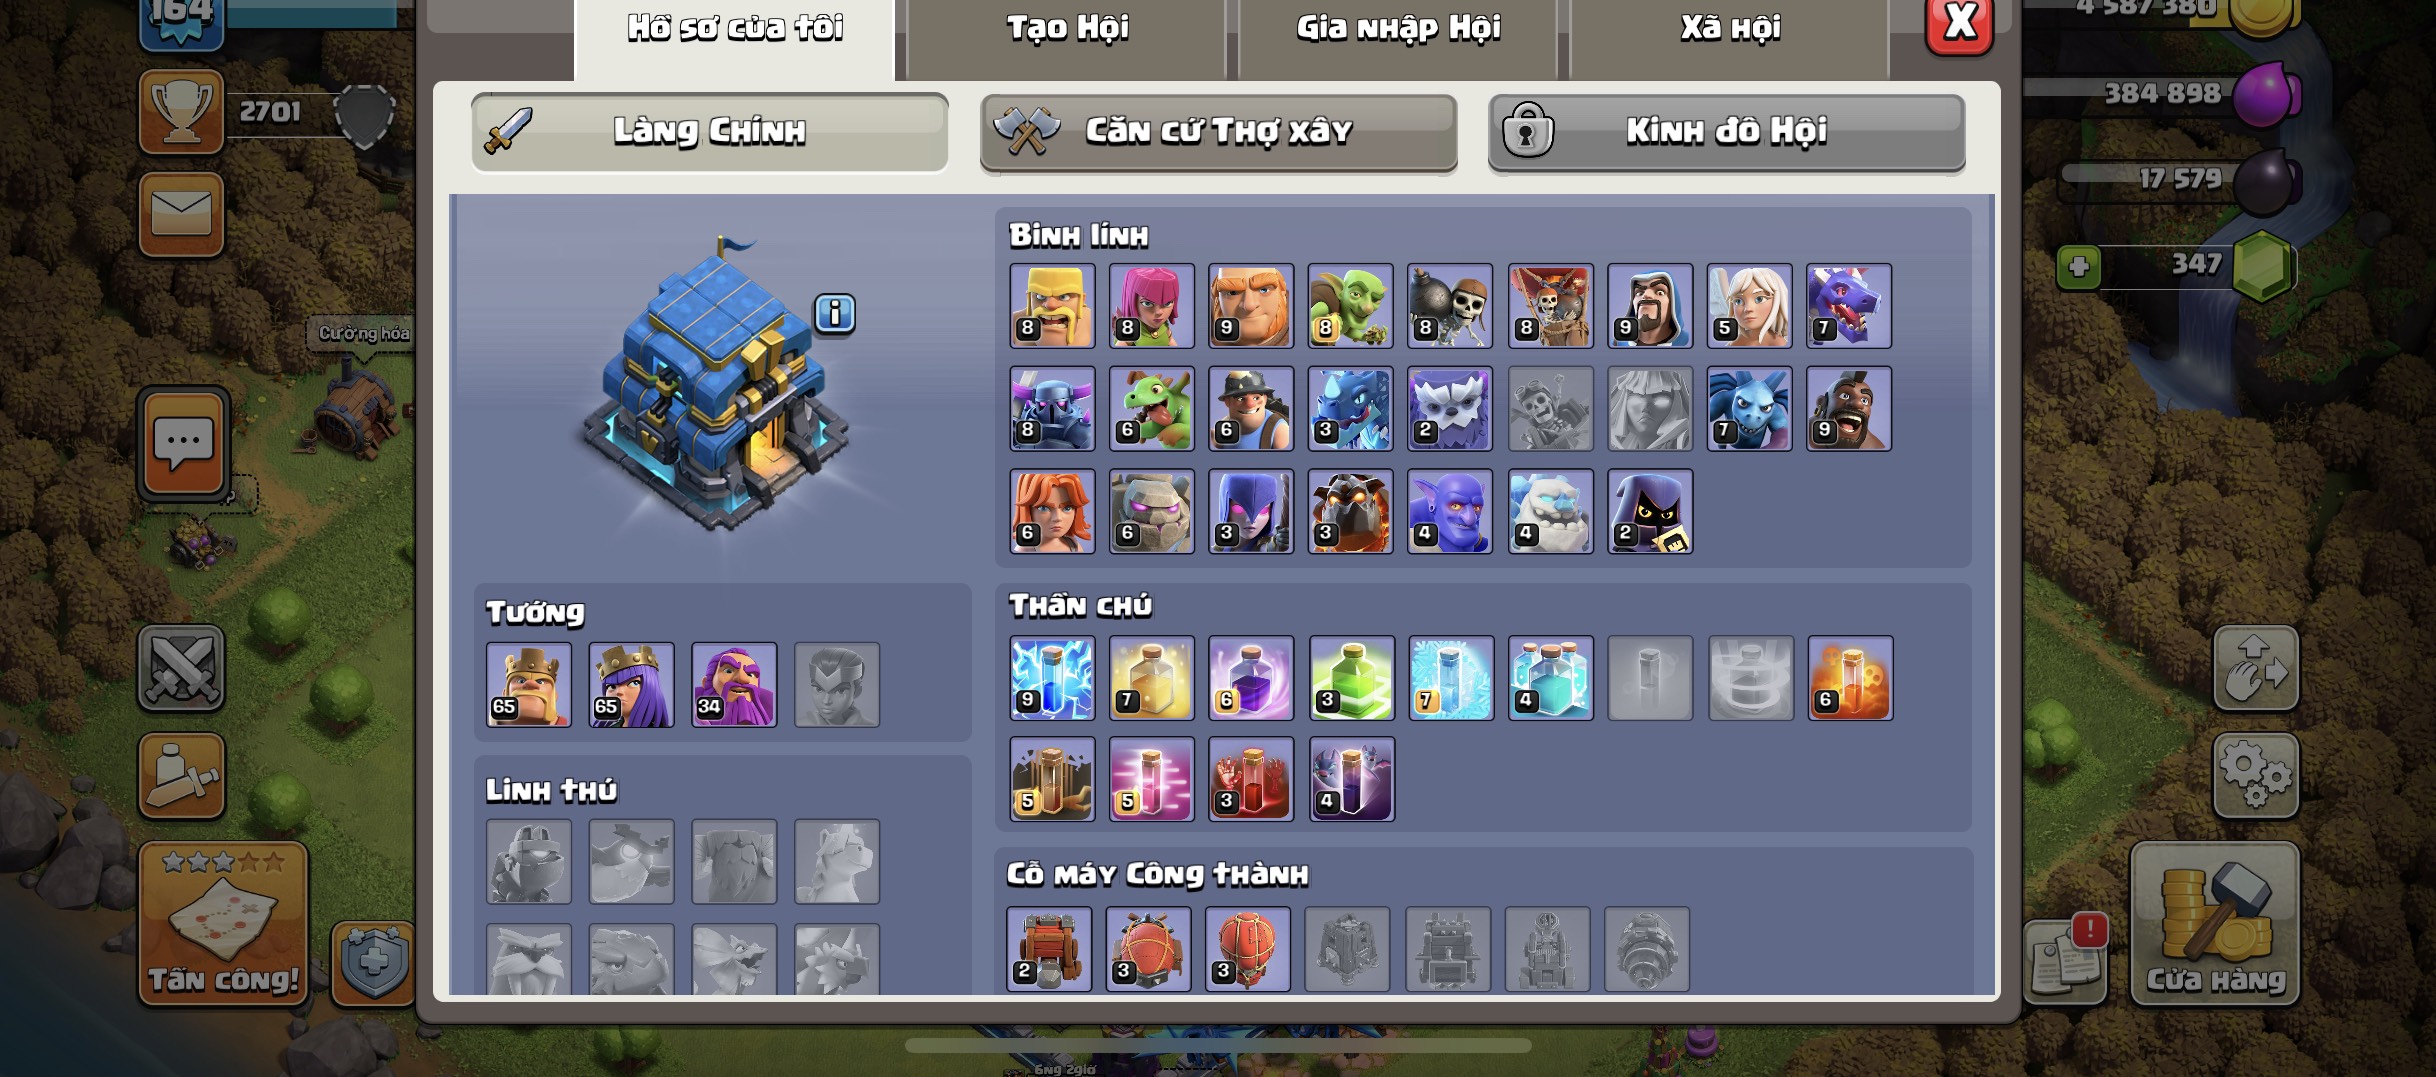 164
Hồ sơ của tôi
Tạo Hội
Gia nhập Hội
Xã hội
X
4 587 380
2701
Làng Chính
Căn cứ Thợ xây
Kinh đô Hội
384 898
17 579
347
Cường hóa
i
Binh lính
8 8 9 8 8 8 9 5 7
8 6 6 3 2 7 9
6 6 3 3 4 4 2
Tướng
65 65 34
Thần chú
9 7 6 3 7 4 6
5 5 3 4
Linh thú
Cỗ máy Công thành
2 3 3
Tấn công!
!
Cửa hàng
6ng 2giờ